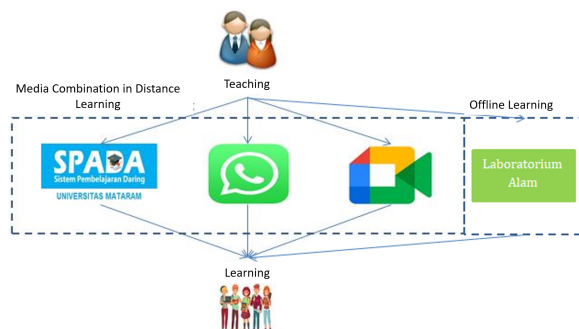 Teaching
Media Combination in Distance
Learning
Offline Learning
SPADA
Sistem Pembelajaran Daring
UNIVERSITAS MATARAM
Laboratorium
Alam
Learning